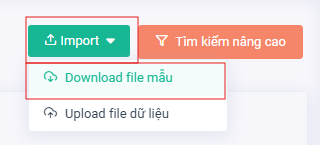 Import
Tìm kiếm nâng cao
Download file mẫu
Upload file dữ liệu